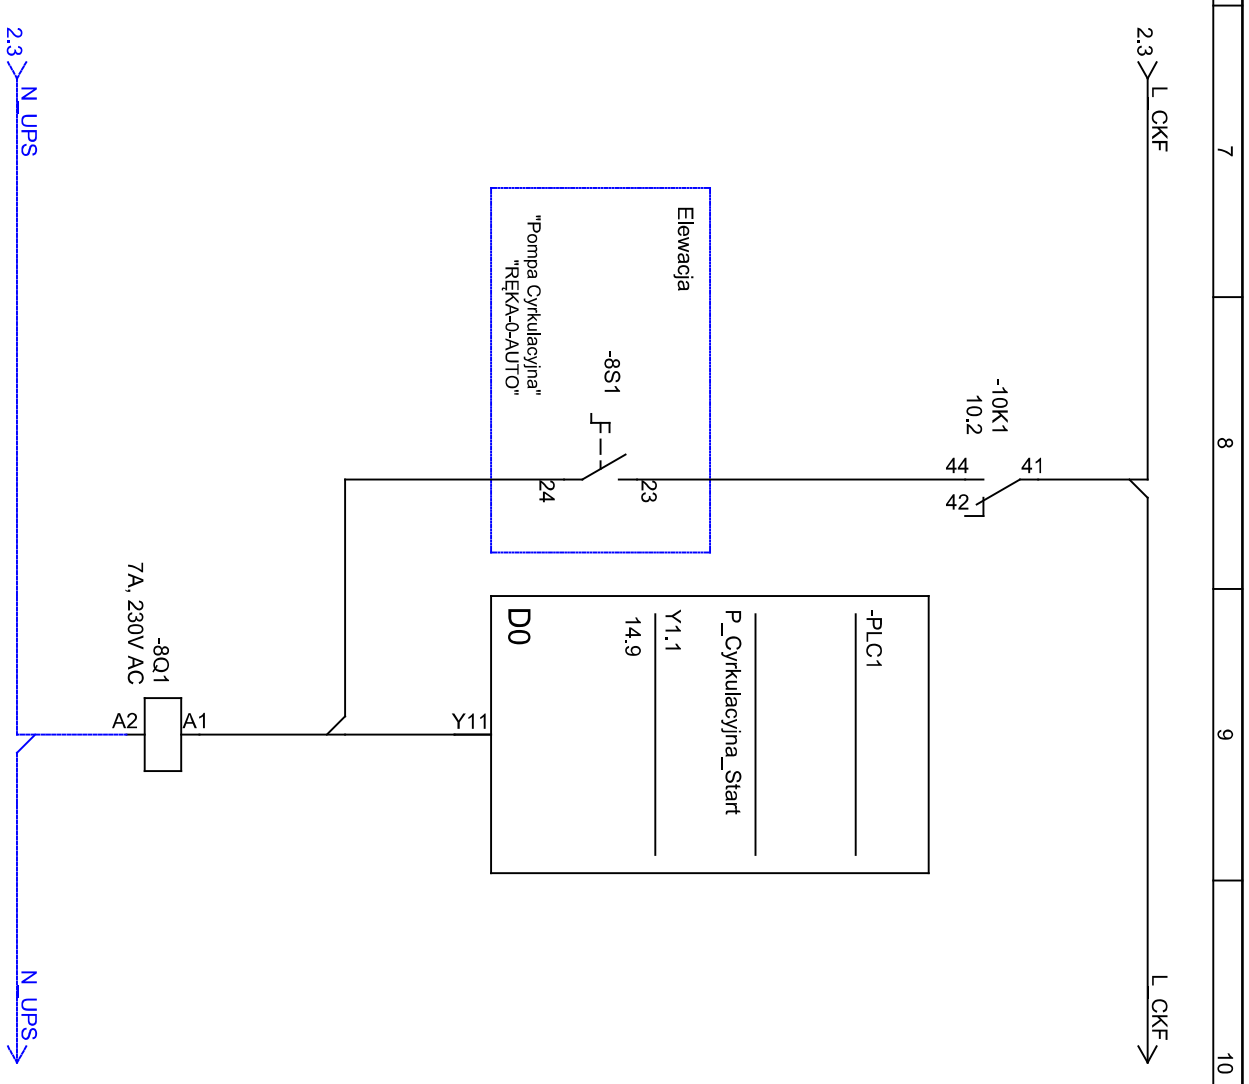 7
8
9
10
2.3
L_CKF
L_CKF
-10K1
10.2
41
44
42
Elewacja
-8S1
"Pompa Cyrkulacyjna"
"RĘKA-0-AUTO"
23
24
-PLC1
P_Cyrkulacyjna_Start
Y1.1
14.9
D0
Y11
-8Q1
7A, 230V AC
A1
A2
2.3
N_UPS
N_UPS